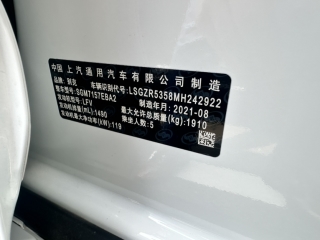 中国 上汽通用汽车有限公司 制造
品牌：别克 车辆识别代号：LSGZR5358MH242922
整车型号：SGM7157EBA2 制造年月：2021-08
发动机型号：LFV 最大允许总质量(kg)：1910
发动机排量(mL)：1490 乘坐人数：5
发动机最大净功率(kW)：119